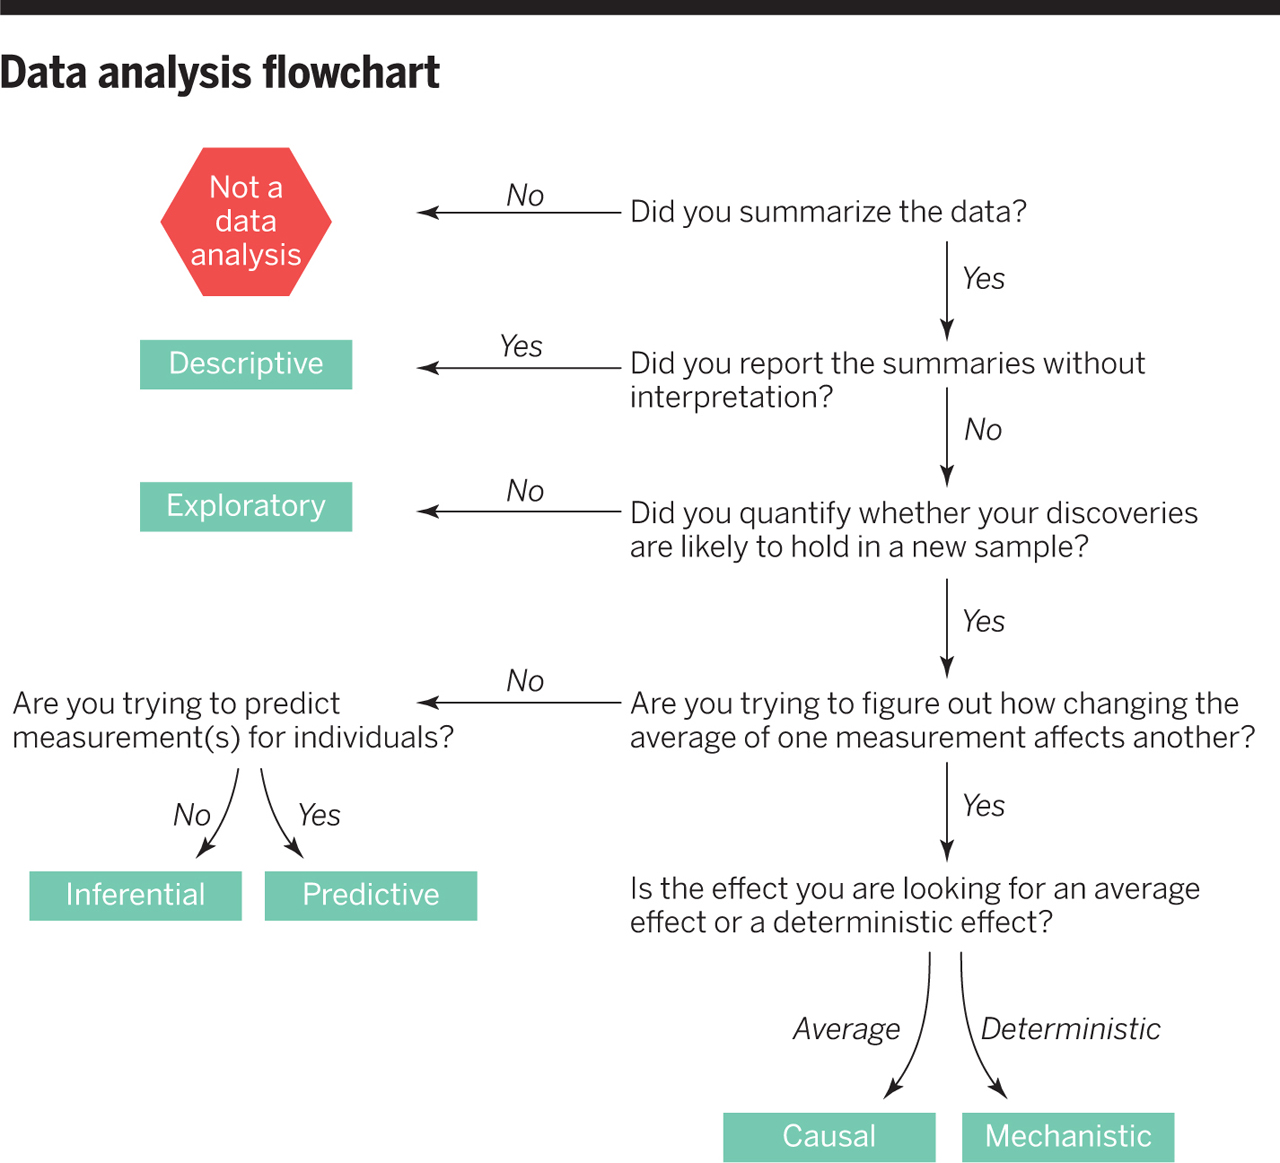 Data analysis flowchart
Not a
data
analysis
No
Did you summarize the data?
Yes
Descriptive
Yes
Did you report the summaries without
interpretation?
No
Exploratory
No
Did you quantify whether your discoveries
are likely to hold in a new sample?
Yes
Are you trying to predict
measurement(s) for individuals?
No
Are you trying to figure out how changing the
average of one measurement affects another?
No
Yes
Yes
Inferential
Predictive
Is the effect you are looking for an average
effect or a deterministic effect?
Average
Deterministic
Causal
Mechanistic